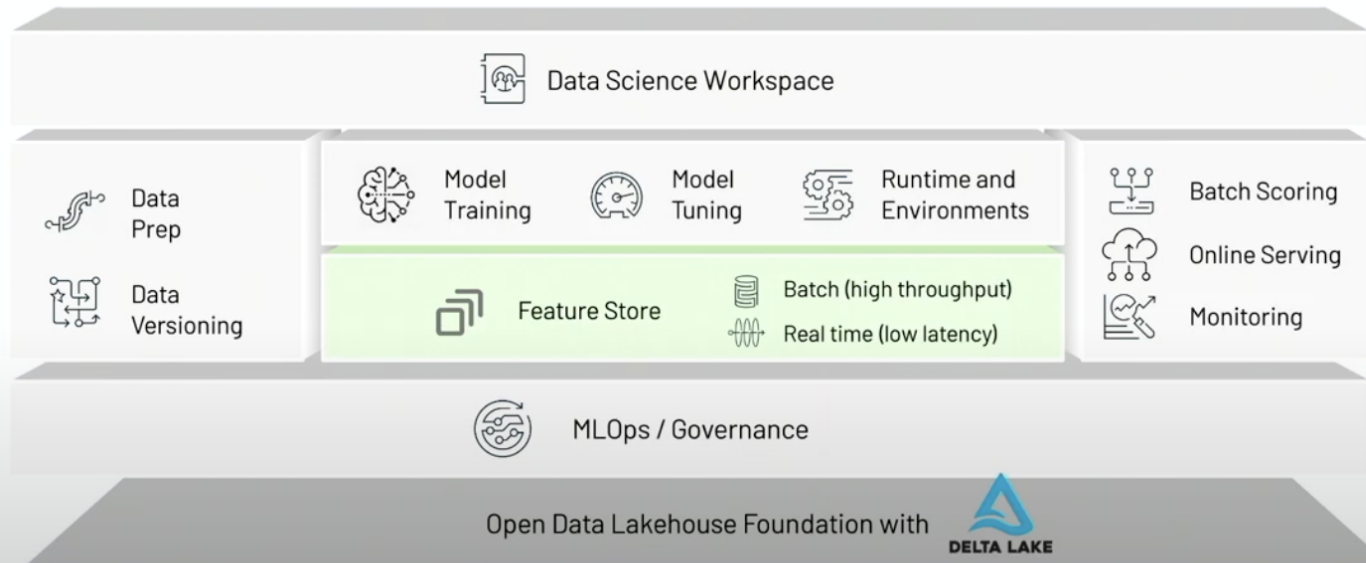 Data Science Workspace
Data
Prep
Data
Versioning
Model
Training
Model
Tuning
Runtime and
Environments
Feature Store
Batch (high throughput)
Real time (low latency)
Batch Scoring
Online Serving
Monitoring
MLOps / Governance
Open Data Lakehouse Foundation with
DELTA LAKE